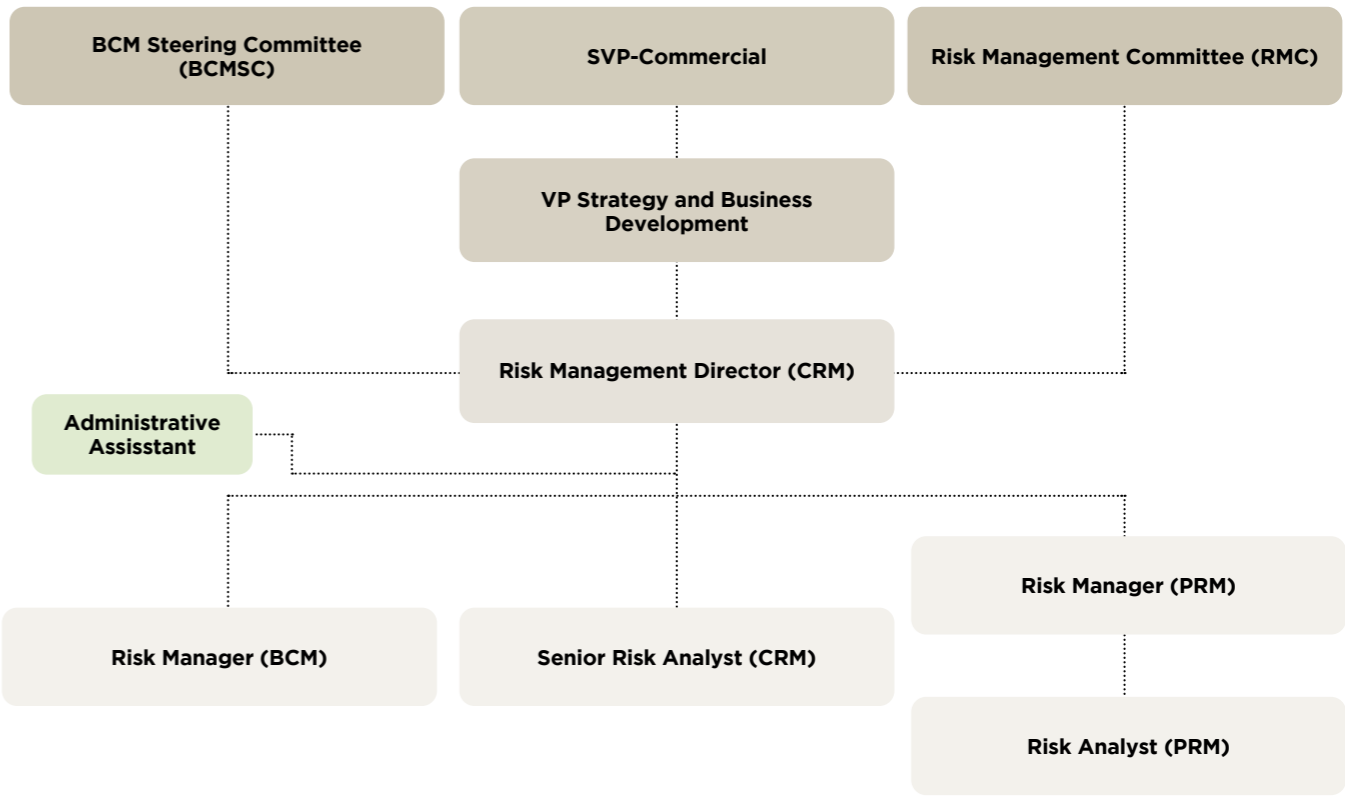 BCM Steering Committee
(BCMSC)
SVP-Commercial
Risk Management Committee (RMC)
VP Strategy and Business
Development
Risk Management Director (CRM)
Administrative
Assisstant
Risk Manager (PRM)
Risk Manager (BCM)
Senior Risk Analyst (CRM)
Risk Analyst (PRM)